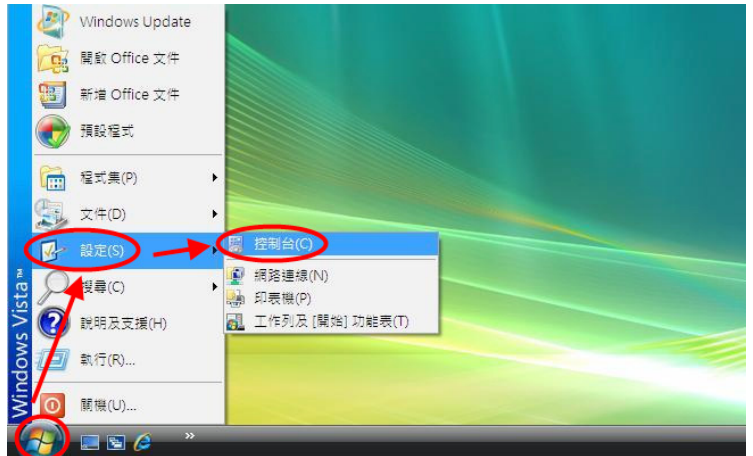 Windows Update
開啟 Office 文件
新增 Office 文件
預設程式
程式集(P)
文件(D)
設定(S)
搜尋(C)
說明及支援(H)
執行(R)...
關機(U)...
控制台(C)
網路連線(N)
印表機(P)
工作列及 [開始] 功能表(T)
Windows Vista™